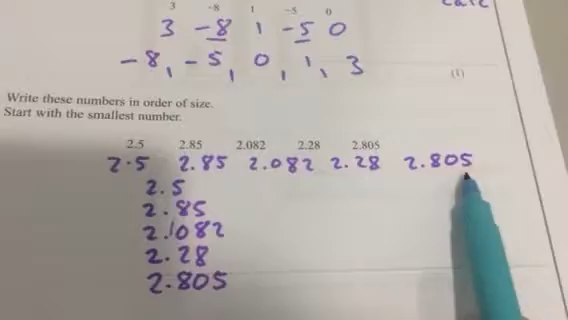 calc
3 -8 1 -5 0
3 -8 1 -5 0
-8, -5, 0, 1, 3
(1)
Write these numbers in order of size.
Start with the smallest number.
2.5 2.85 2.082 2.28 2.805
2.5 2.85 2.082 2.28 2.805
2.5
2.85
2.082
2.28
2.805